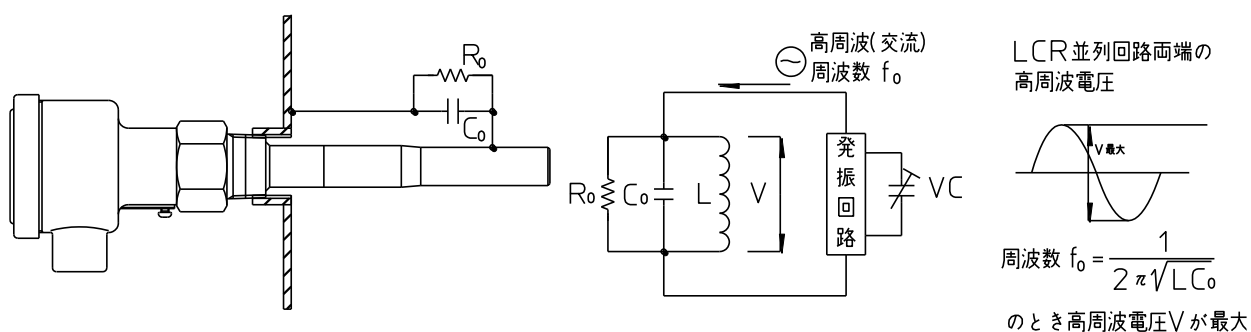 R₀
C₀
高周波(交流)
周波数 f₀
R₀
C₀
L
V
発振回路
VC
LCR並列回路両端の
高周波電圧
V最大
周波数 f₀ = 1
2π√LC₀
のとき高周波電圧Vが最大